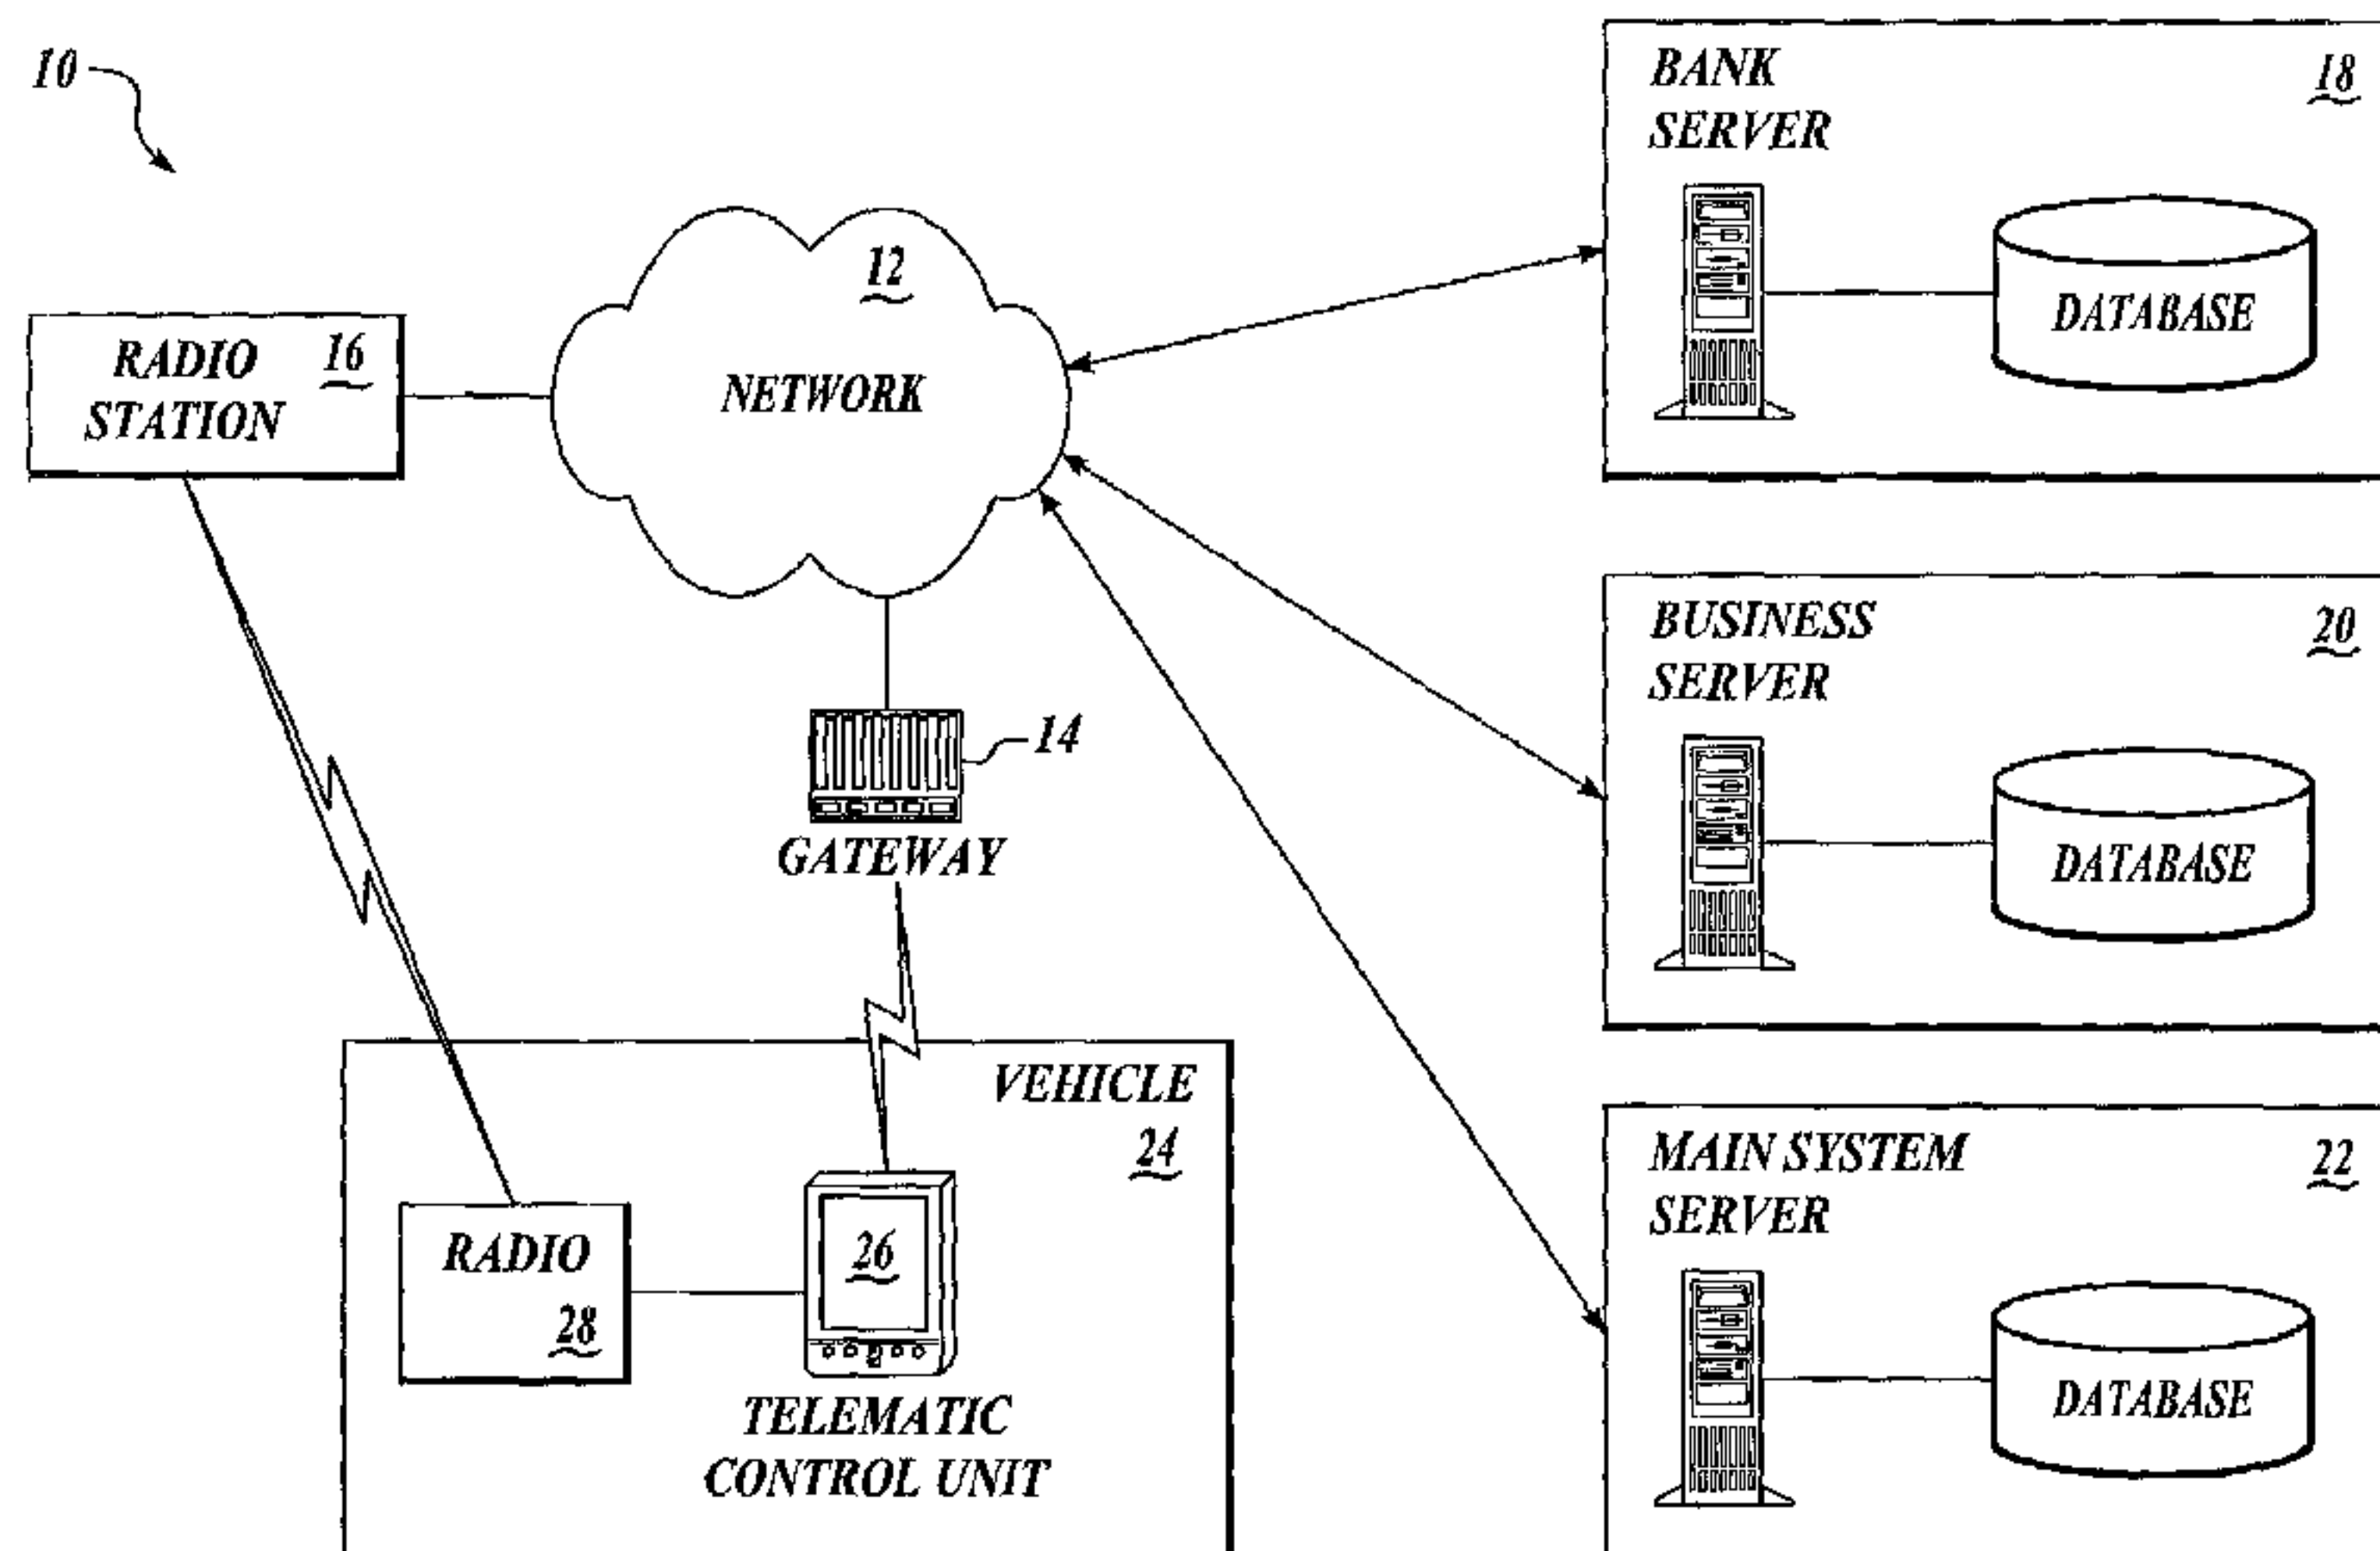 10
BANK
SERVER
18
DATABASE
12
NETWORK
RADIO
STATION
16
BUSINESS
SERVER
20
DATABASE
14
GATEWAY
VEHICLE
24
RADIO
28
26
TELEMATIC
CONTROL UNIT
MAIN SYSTEM
SERVER
22
DATABASE